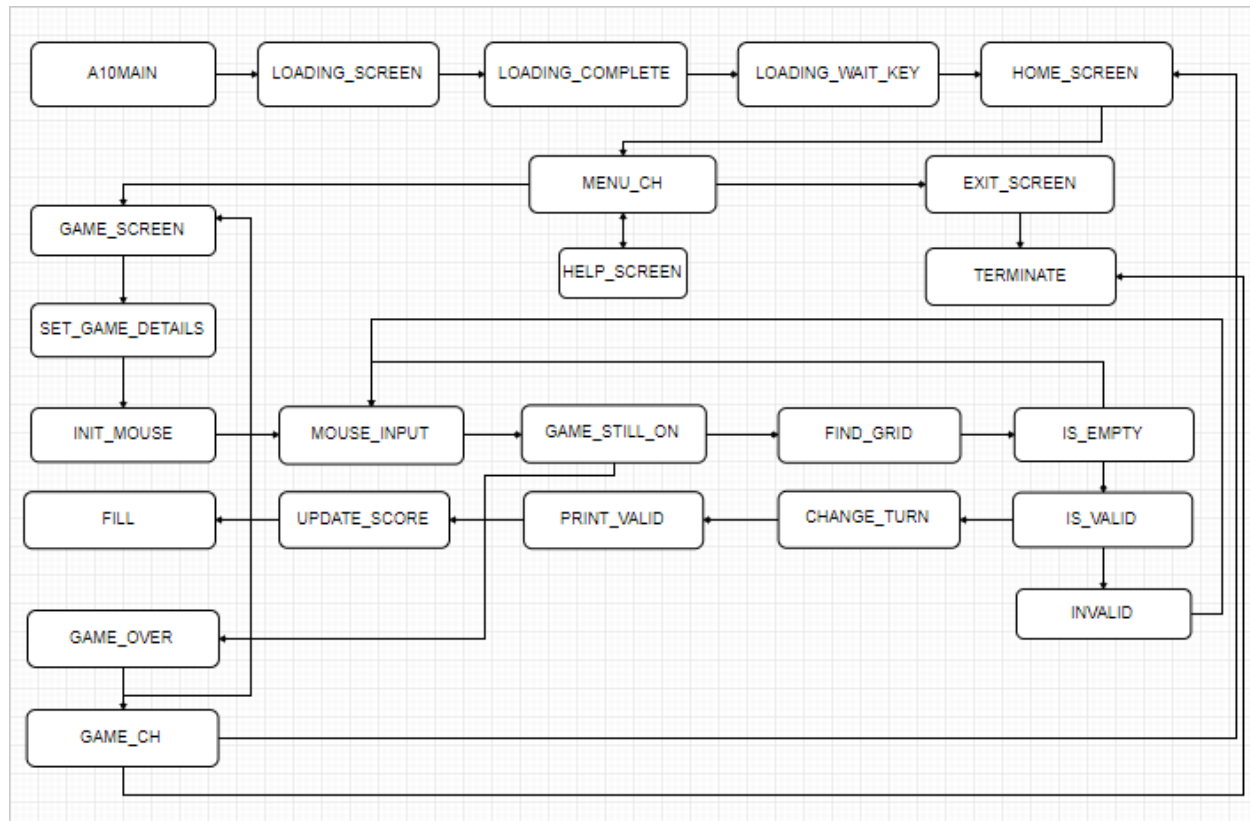 A10MAIN
LOADING_SCREEN
LOADING_COMPLETE
LOADING_WAIT_KEY
HOME_SCREEN
MENU_CH
EXIT_SCREEN
GAME_SCREEN
HELP_SCREEN
TERMINATE
SET_GAME_DETAILS
INIT_MOUSE
MOUSE_INPUT
GAME_STILL_ON
FIND_GRID
IS_EMPTY
FILL
UPDATE_SCORE
PRINT_VALID
CHANGE_TURN
IS_VALID
INVALID
GAME_OVER
GAME_CH